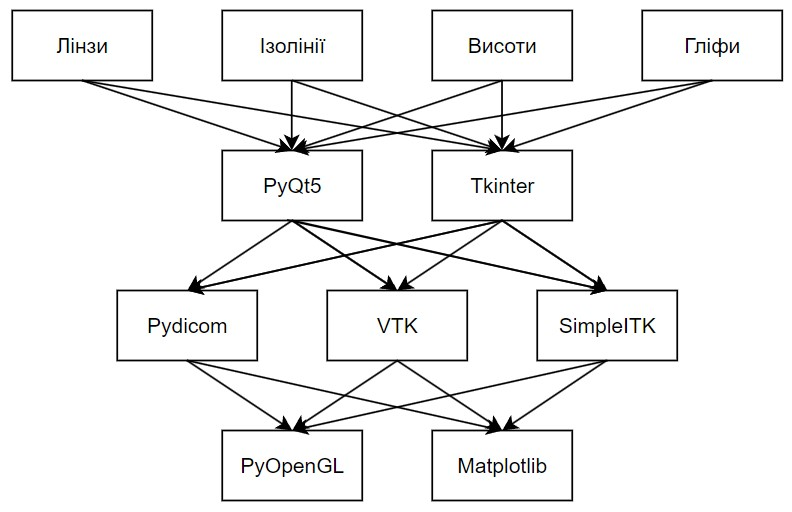 Лінзи
Ізолінії
Висоти
Гліфи
PyQt5
Tkinter
Pydicom
VTK
SimpleITK
PyOpenGL
Matplotlib